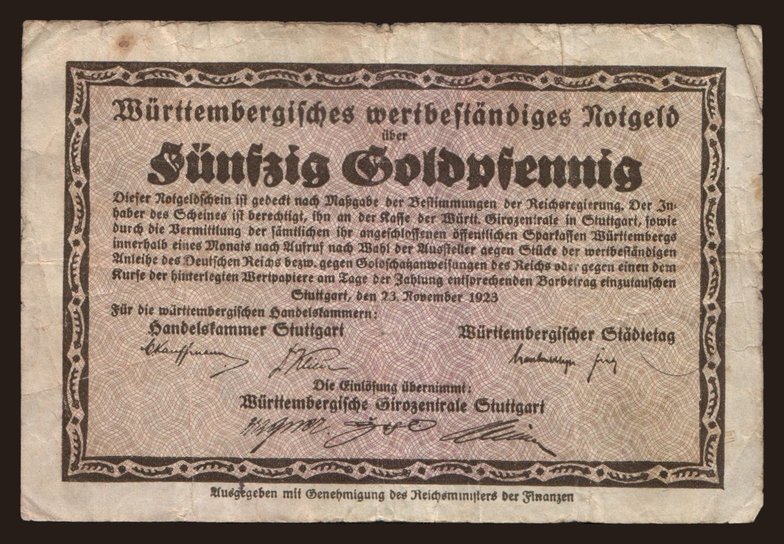 Württembergisches wertbeständiges Notgeld
über
Fünfzig Goldpfennig
Dieser Notgeldschein ist gedeckt nach Maßgabe der Bestimmungen der Reichsregierung. Der In-
haber des Scheines ist berechtigt, ihn an der Kasse der Württ. Girozentrale in Stuttgart, sowie
durch die Vermittlung der sämtlichen ihr angeschlossenen öffentlichen Sparkassen Württembergs
innerhalb eines Monats nach Aufruf nach Wahl der Aussteller gegen Stücke der wertbeständigen
Anleihe des Deutschen Reichs bezw. gegen Goldschatzanweisungen des Reichs oder gegen einen dem
Kurse der hinterlegten Wertpapiere am Tage der Zahlung entsprechenden Barbetrag einzutauschen
Stuttgart, den 23. November 1923
Für die württembergischen Handelskammern:
Handelskammer Stuttgart Württembergischer Städtetag
Die Einlösung übernimmt:
Württembergische Girozentrale Stuttgart
Ausgegeben mit Genehmigung des Reichsministers der Finanzen